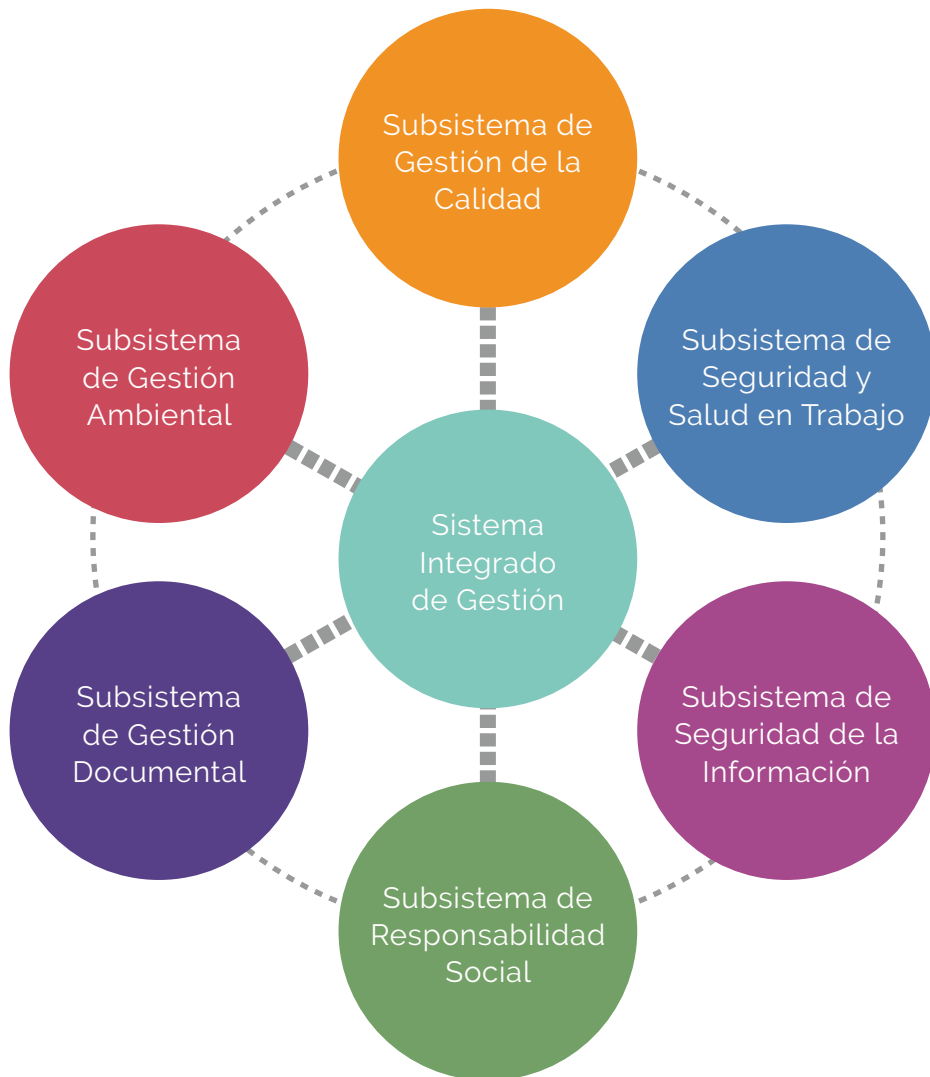 Subsistema de
Gestión de la
Calidad
Subsistema
de Gestión
Ambiental
Subsistema de
Seguridad y
Salud en Trabajo
Sistema
Integrado
de Gestión
Subsistema
de Gestión
Documental
Subsistema de
Seguridad de la
Información
Subsistema de
Responsabilidad
Social